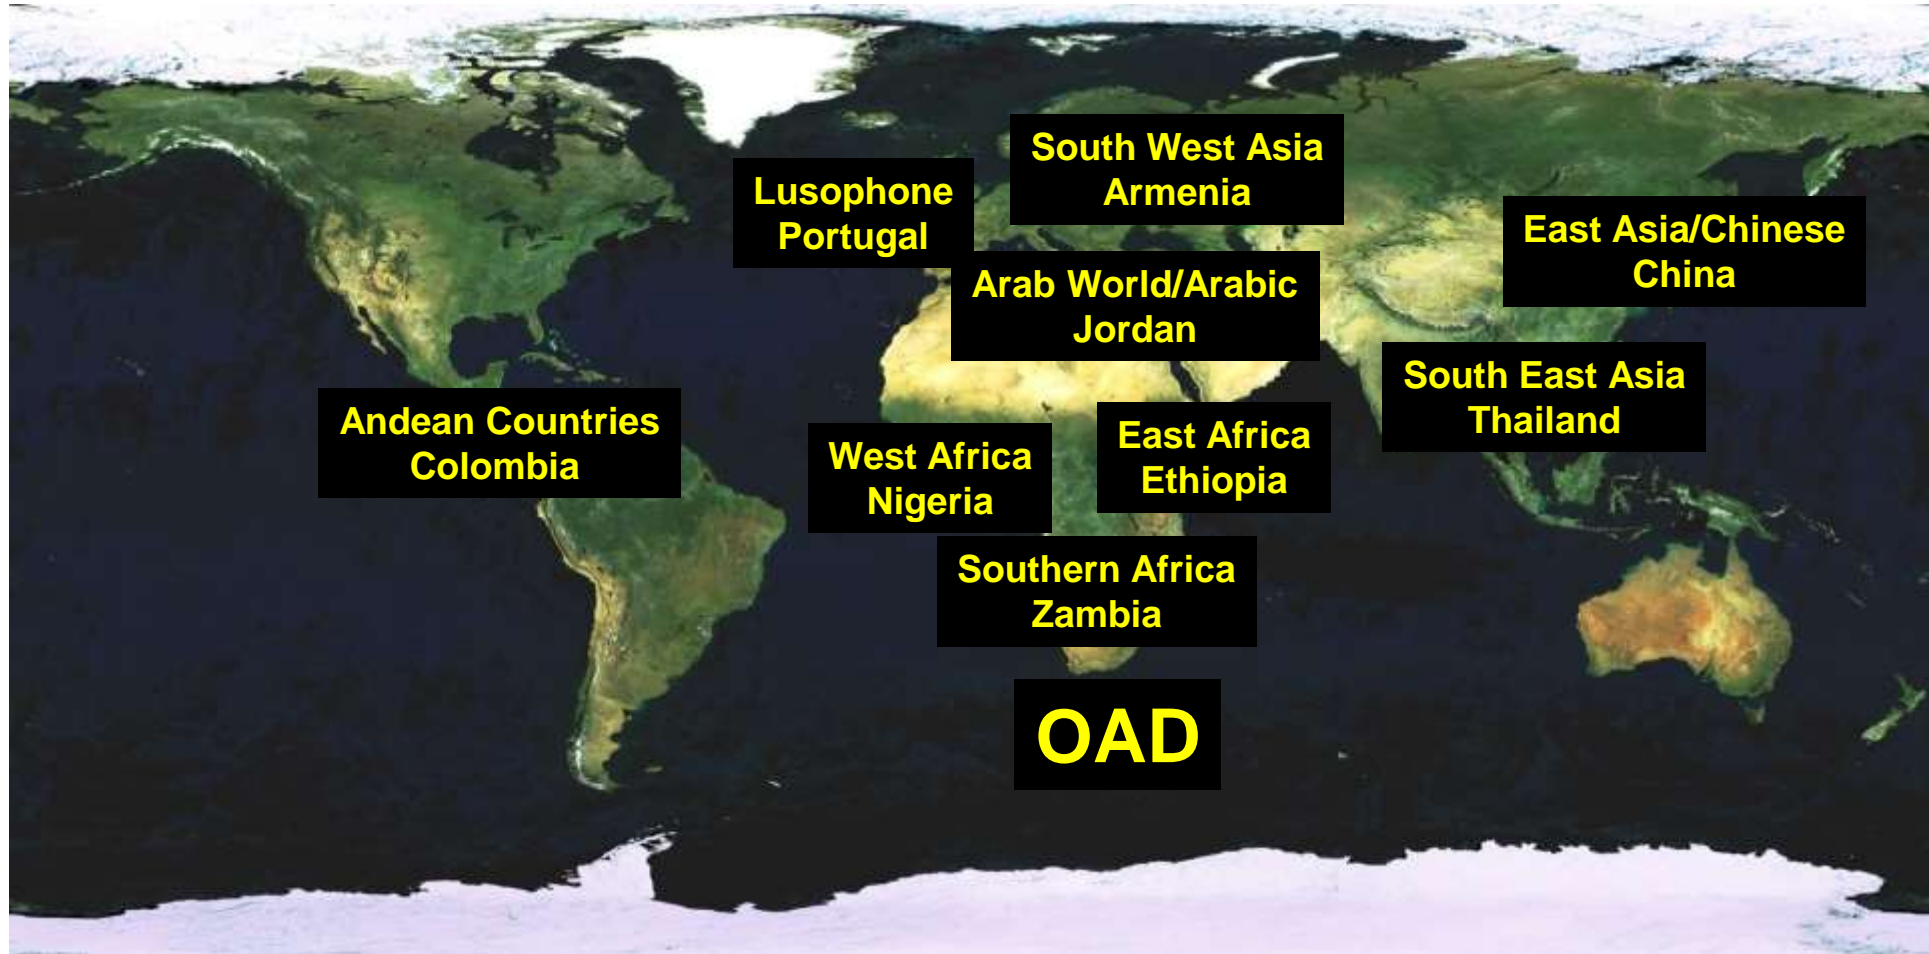 South West Asia
Armenia
Lusophone
Portugal
East Asia/Chinese
China
Arab World/Arabic
Jordan
South East Asia
Thailand
Andean Countries
Colombia
West Africa
Nigeria
East Africa
Ethiopia
Southern Africa
Zambia
OAD